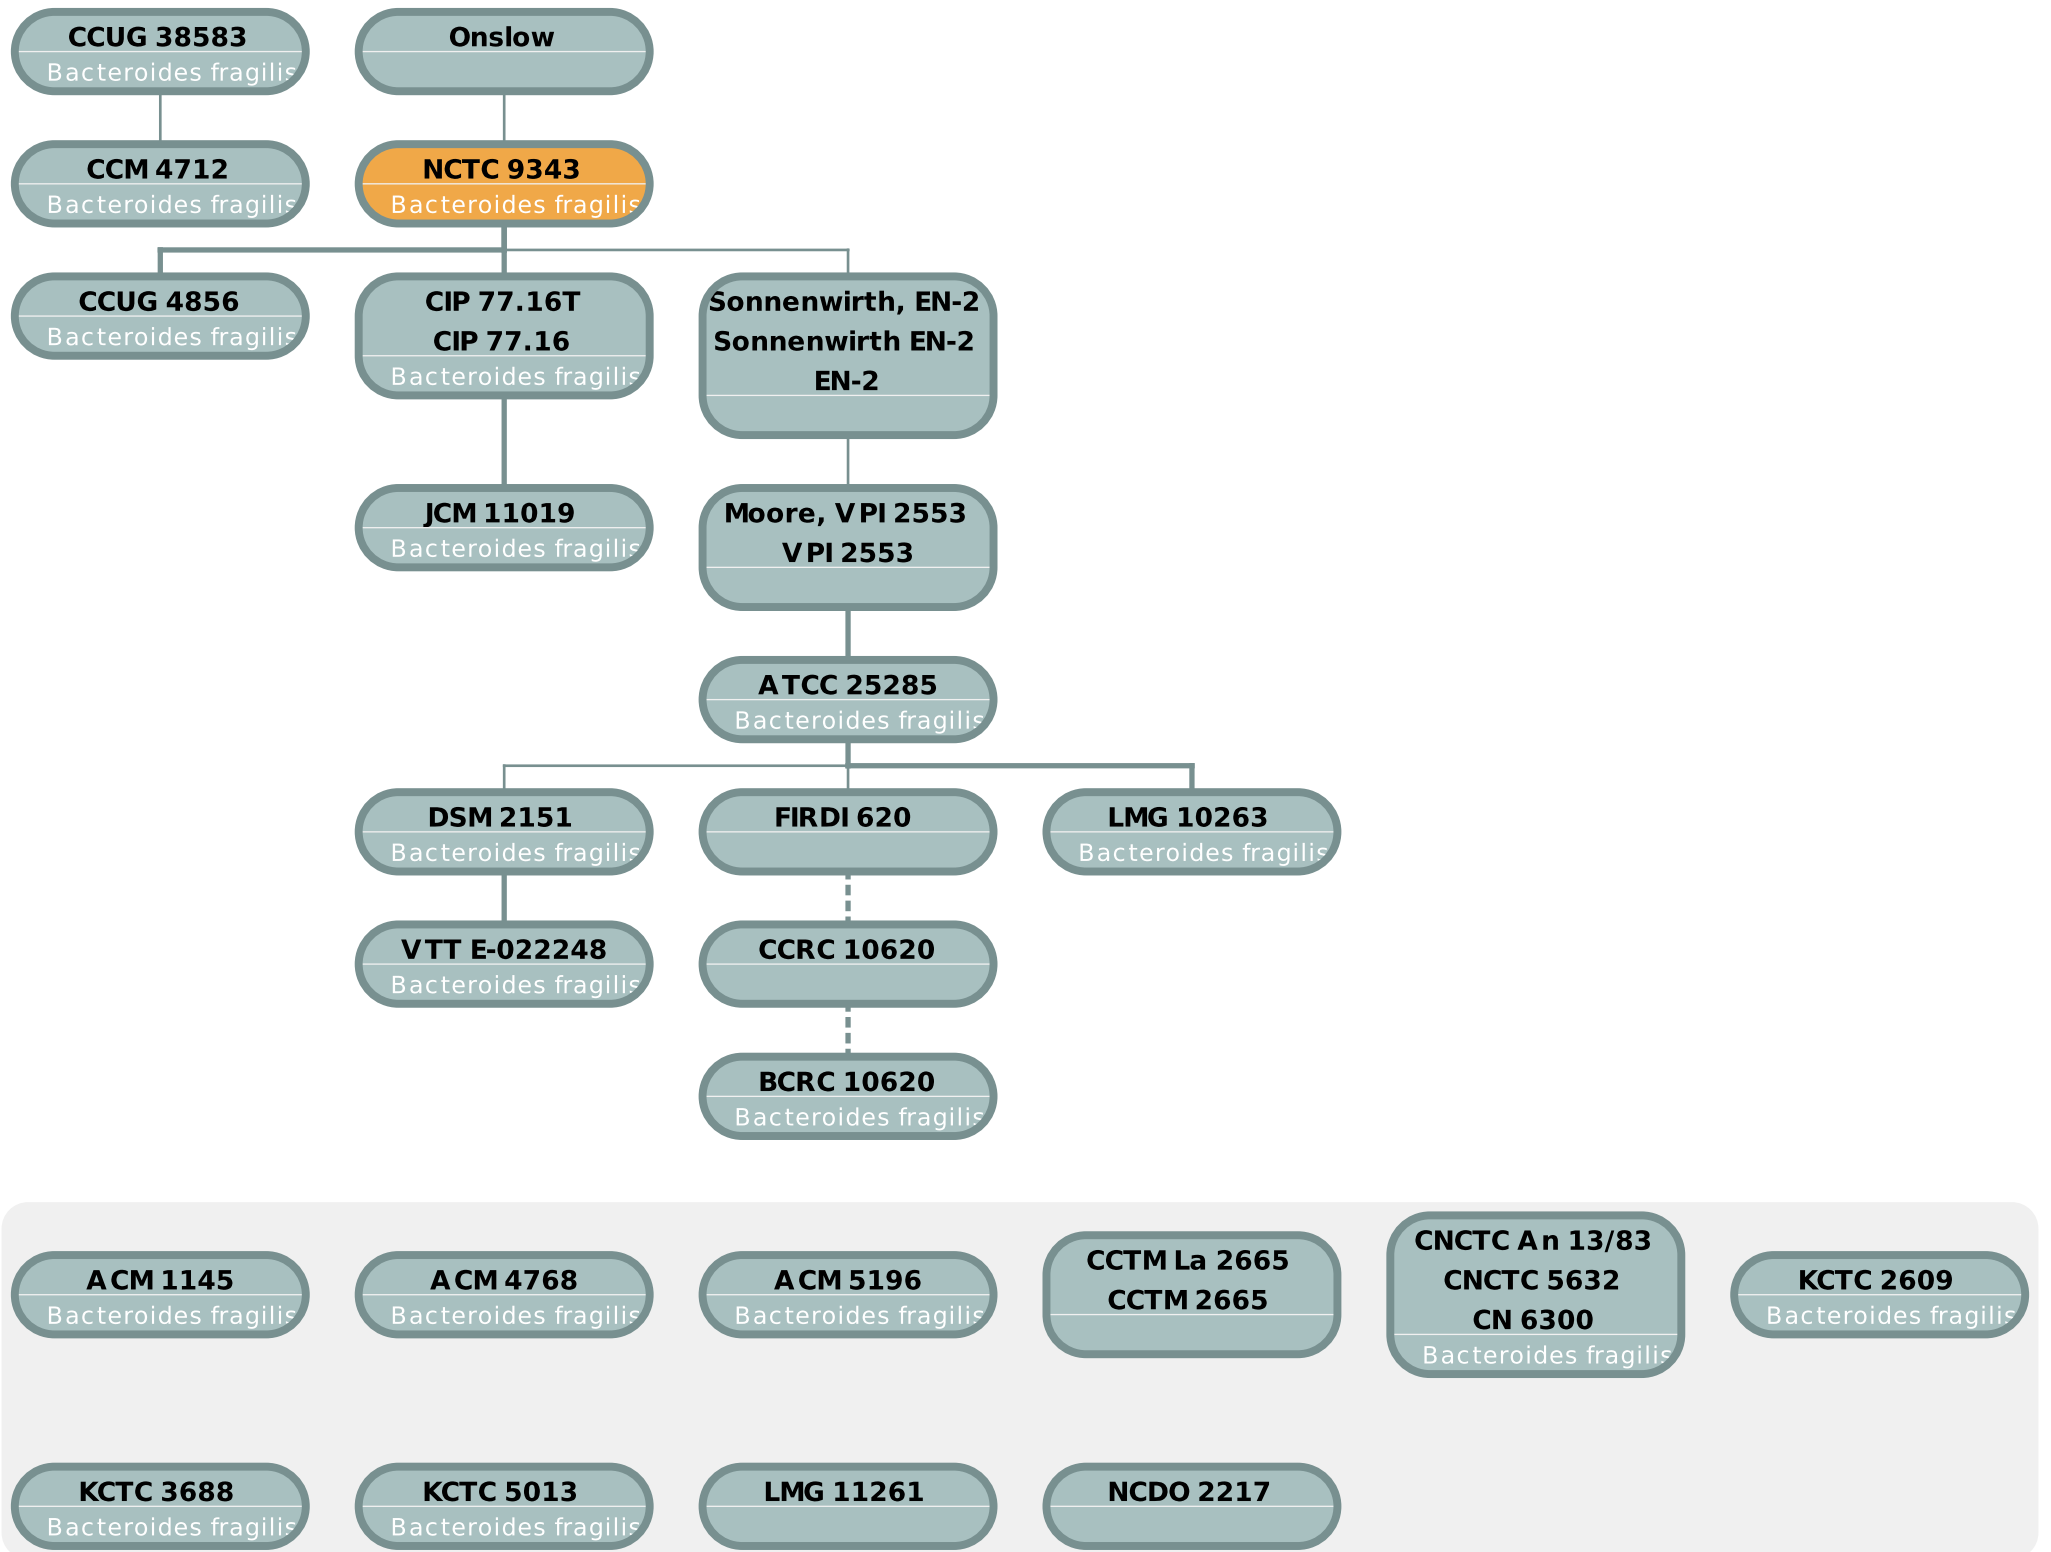 CCUG 38583
Bacteroides fragilis
Onslow
CCM 4712
Bacteroides fragilis
NCTC 9343
Bacteroides fragilis
CCUG 4856
Bacteroides fragilis
CIP 77.16T
CIP 77.16
Bacteroides fragilis
Sonnenwirth, EN-2
Sonnenwirth EN-2
EN-2
JCM 11019
Bacteroides fragilis
Moore, VPI 2553
VPI 2553
ATCC 25285
Bacteroides fragilis
DSM 2151
Bacteroides fragilis
FIRDI 620
LMG 10263
Bacteroides fragilis
VTT E-022248
Bacteroides fragilis
CCRC 10620
BCRC 10620
Bacteroides fragilis
ACM 1145
Bacteroides fragilis
ACM 4768
Bacteroides fragilis
ACM 5196
Bacteroides fragilis
CCTM La 2665
CCTM 2665
CNCTC An 13/83
CNCTC 5632
CN 6300
Bacteroides fragilis
KCTC 2609
Bacteroides fragilis
KCTC 3688
Bacteroides fragilis
KCTC 5013
Bacteroides fragilis
LMG 11261
NCDO 2217